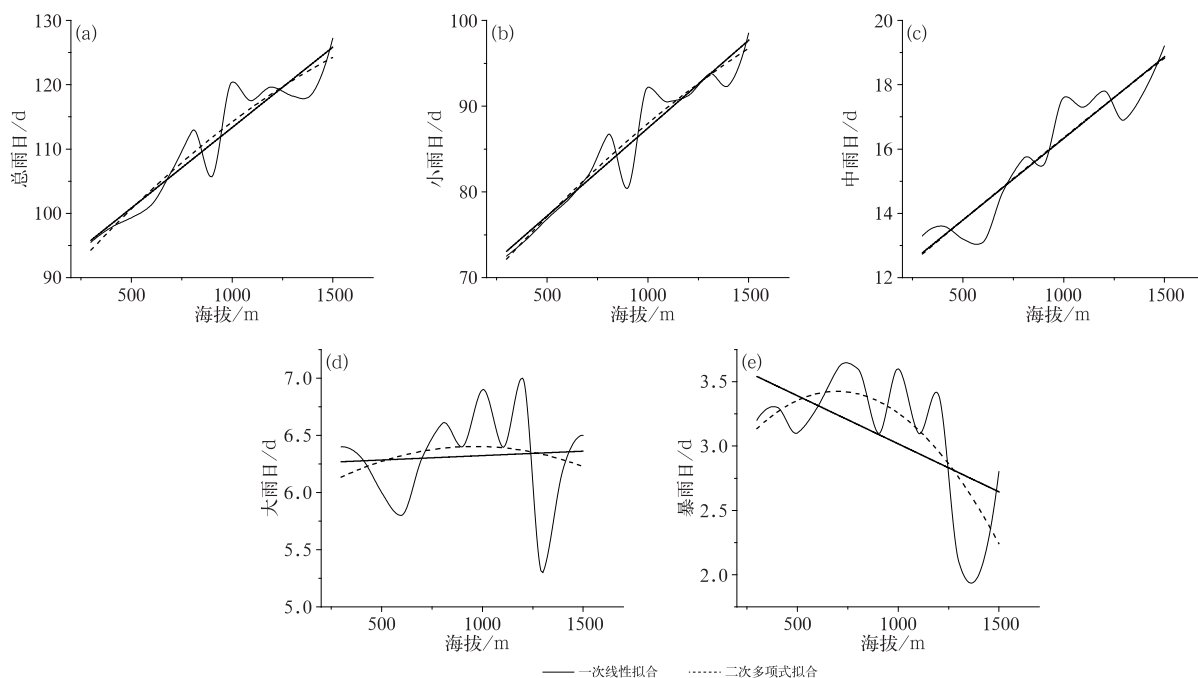 (a)
130
120
110
100
90
总雨日/d
500
1000
1500
海拔/m
(b)
100
90
80
70
小雨日/d
500
1000
1500
海拔/m
(c)
20
18
16
14
12
中雨日/d
500
1000
1500
海拔/m
(d)
7.0
6.5
6.0
5.5
5.0
大雨日/d
500
1000
1500
海拔/m
(e)
3.5
3.0
2.5
2.0
暴雨日/d
500
1000
1500
海拔/m
一次线性拟合
二次多项式拟合